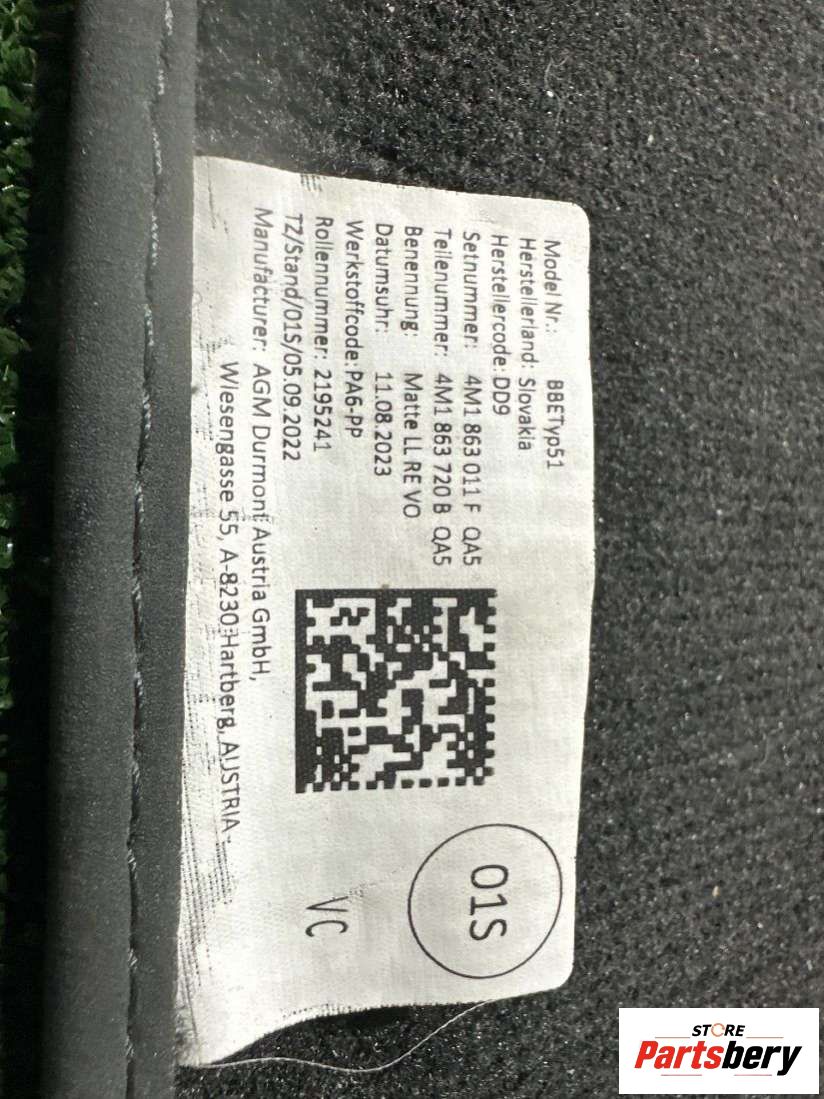 Model Nr.: BBETyp51
Herstellerland: Slovakia
Herstellercode: DD9
Setnummer: 4M1 863 011 F QA5
Teilenummer: 4M1 863 720 B QA5
Benennung: Matte LL RE VO
Datumsuhr: 11.08.2023
Werkstoffcode: PA6-PP
Rollennummer: 2195241
TZ/Stand/01S/05.09.2022
Manufacturer: AGM Durmont Austria GmbH,
Wiesengasse 55, A-8230 Hartberg, AUSTRIA
01S
VC
STORE
Partsbery